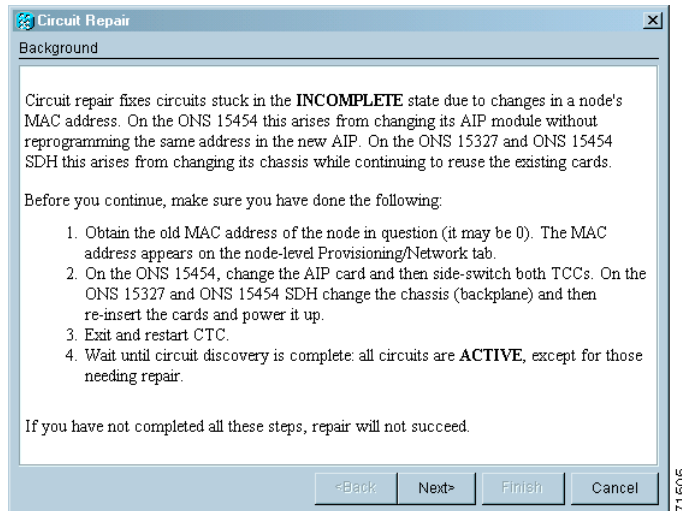 Circuit Repair
Background
Circuit repair fixes circuits stuck in the INCOMPLETE state due to changes in a node's
MAC address. On the ONS 15454 this arises from changing its AIP module without
reprogramming the same address in the new AIP. On the ONS 15327 and ONS 15454
SDH this arises from changing its chassis while continuing to reuse the existing cards.
Before you continue, make sure you have done the following:
1. Obtain the old MAC address of the node in question (it may be 0). The MAC
address appears on the node-level Provisioning/Network tab.
2. On the ONS 15454, change the AIP card and then side-switch both TCCs. On the
ONS 15327 and ONS 15454 SDH change the chassis (backplane) and then
re-insert the cards and power it up.
3. Exit and restart CTC.
4. Wait until circuit discovery is complete: all circuits are ACTIVE, except for those
needing repair.
If you have not completed all these steps, repair will not succeed.
<Back Next> Finish Cancel
71605